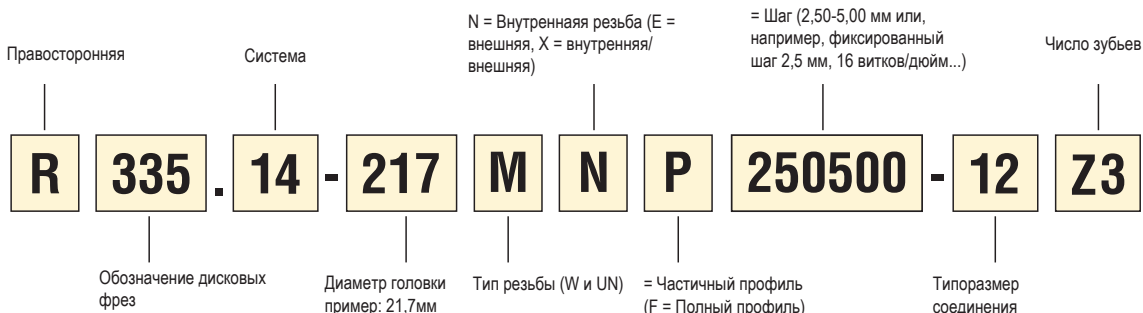 N = Внутреннаяя резьба (E =
внешняя, X = внутренняя/
внешняя)
= Шаг (2,50-5,00 мм или,
например, фиксированный
шаг 2,5 мм, 16 витков/дюйм...)
Правосторонняя
Система
Число зубьев
R 335 . 14 - 217 M N P 250500 - 12 Z3
Обозначение дисковых
фрез
Диаметр головки
пример: 21,7мм
Тип резьбы (W и UN)
= Частичный профиль
(F = Полный профиль)
Типоразмер
соединения